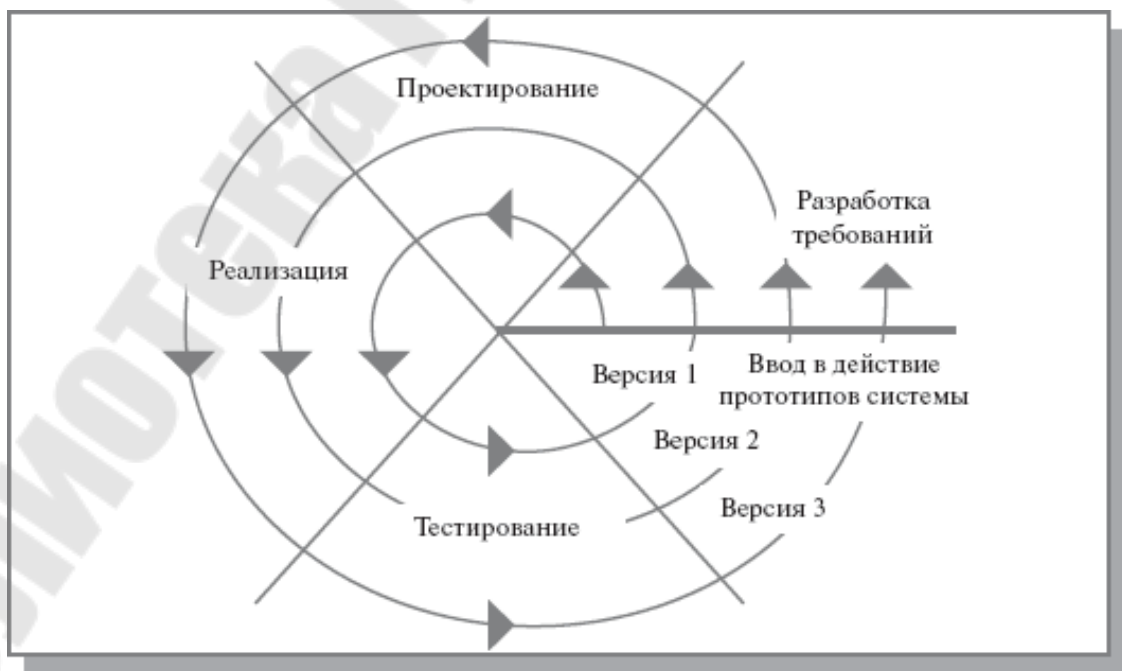 Проектирование
Разработка
требований
Реализация
Версия 1
Ввод в действие
прототипов системы
Версия 2
Версия 3
Тестирование